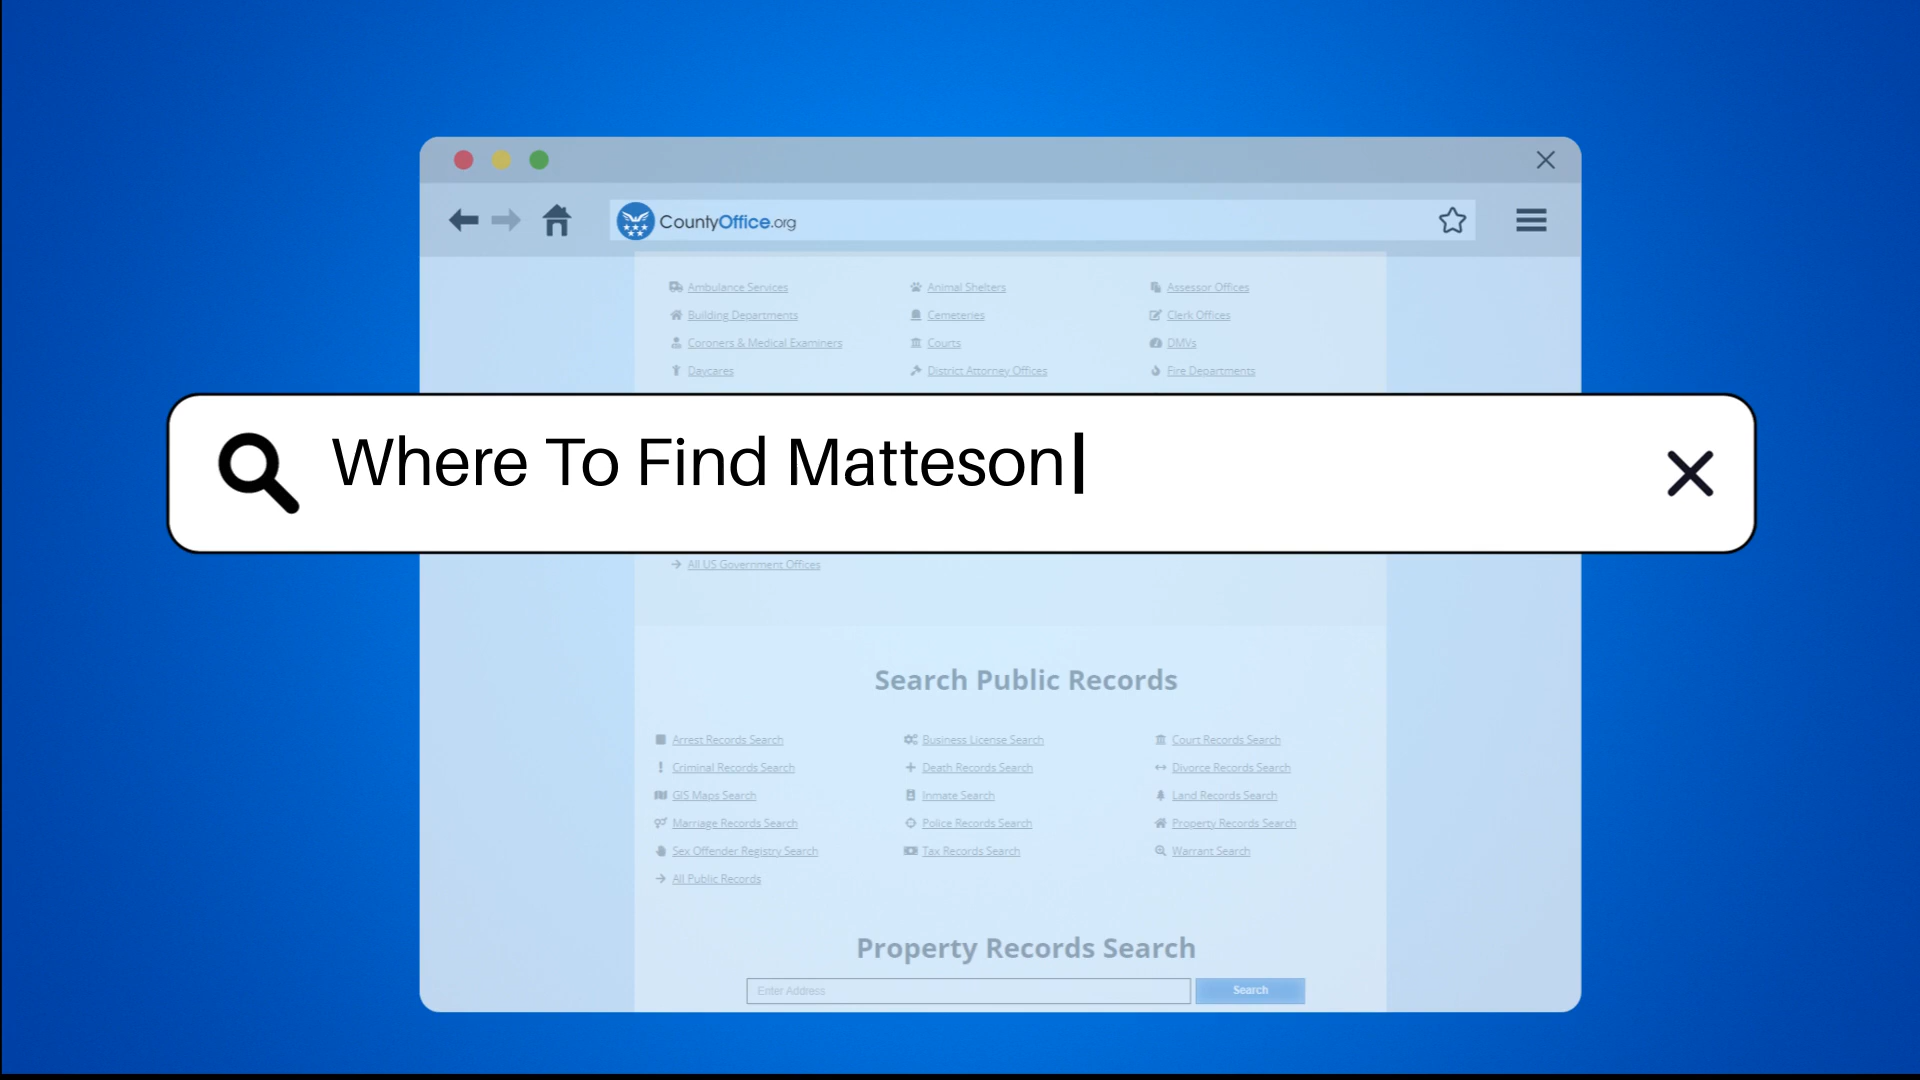 CountyOffice.org
Ambulance Services Animal Shelters Assessor Offices
Building Departments Cemeteries Clerk Offices
Coroners & Medical Examiners Courts DMVs
Daycares District Attorney Offices Fire Departments
Where To Find Matteson
All US Government Offices
Search Public Records
Arrest Records Search Business License Search Court Records Search
Criminal Records Search Death Records Search Divorce Records Search
GIS Maps Search Inmate Search Land Records Search
Marriage Records Search Police Records Search Property Records Search
Sex Offender Registry Search Tax Records Search Warrant Search
All Public Records
Property Records Search
Enter Address Search